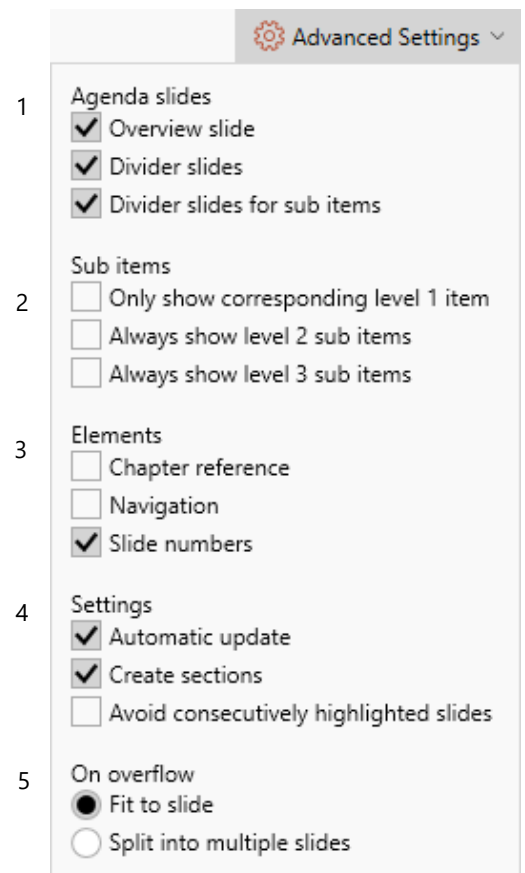 Advanced Settings
1
Agenda slides
Overview slide
Divider slides
Divider slides for sub items
Sub items
2
Only show corresponding level 1 item
Always show level 2 sub items
Always show level 3 sub items
Elements
3
Chapter reference
Navigation
Slide numbers
Settings
4
Automatic update
Create sections
Avoid consecutively highlighted slides
On overflow
5
Fit to slide
Split into multiple slides